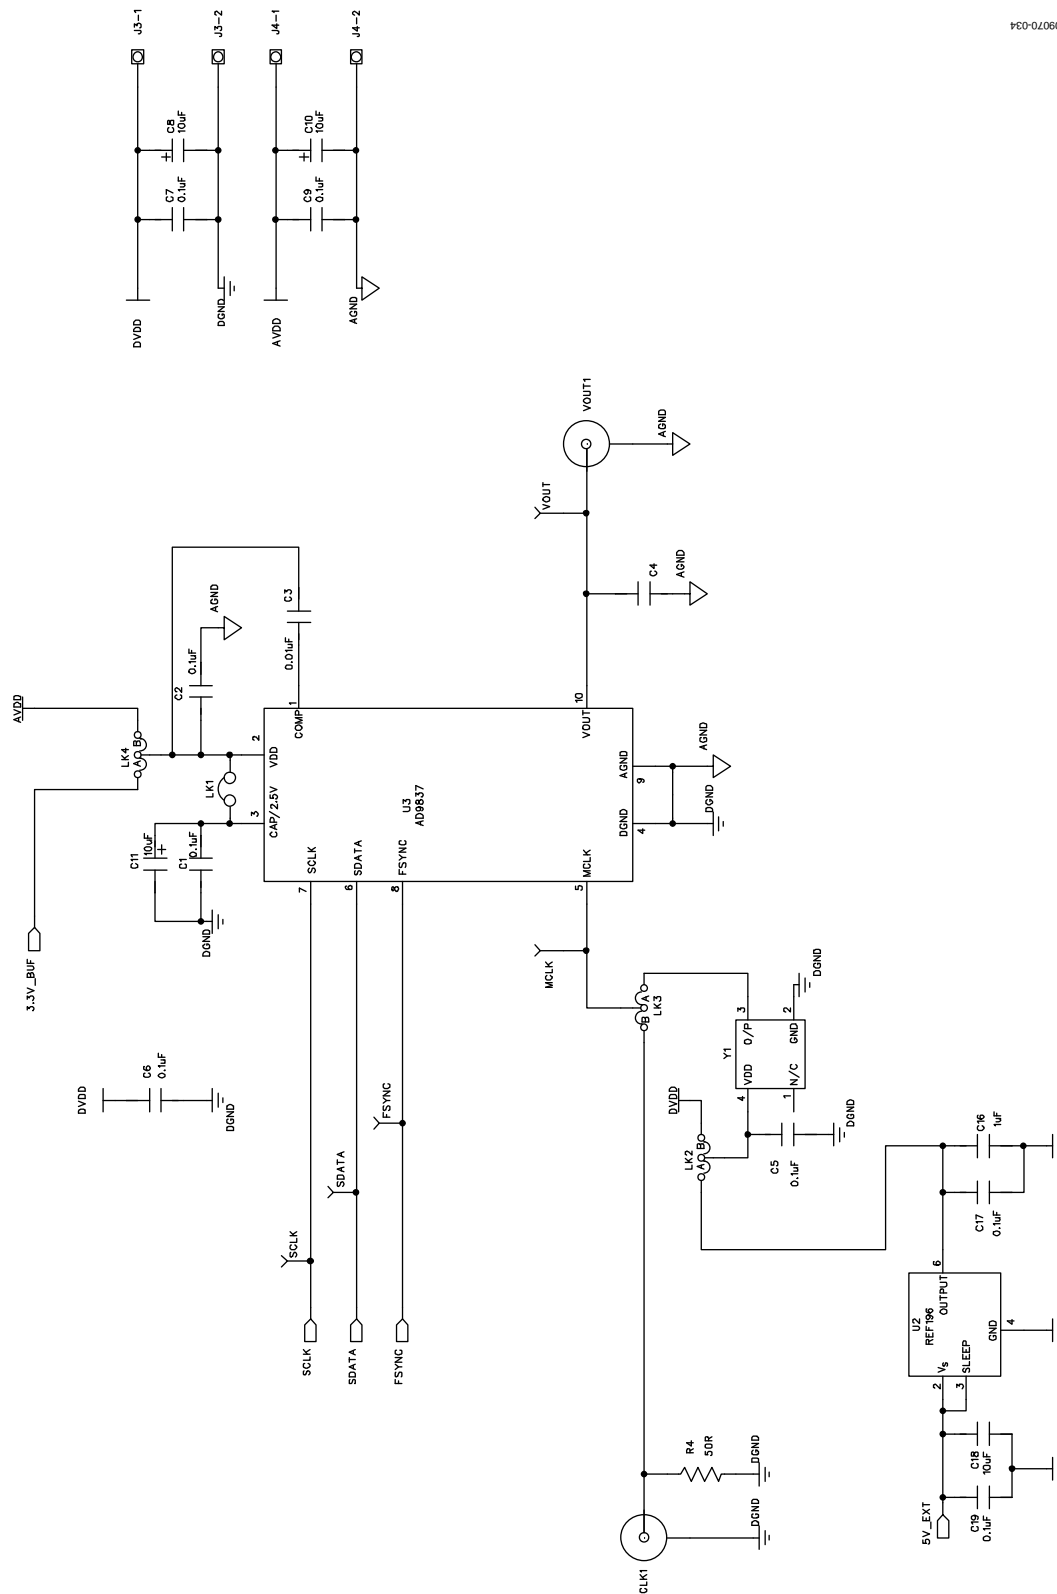 09070-034
J3-1
J3-2
J4-1
J4-2
C8
10uF
+
C10
10uF
+
C7
0.1uF
C9
0.1uF
DVDD
DGND
AVDD
AGND
VOUT1
AGND
VOUT
C4
AGND
C3
0.01uF
AGND
0.1uF
C2
AVDD
LK4
A
B
3.3V_BUF
LK1
C11
10uF
+
C1
0.1uF
DGND
COMP
1
2
VDD
3
CAP/2.5V
U3
AD9837
VOUT
10
SCLK
7
SDATA
6
FSYNC
8
MCLK
5
AGND
9
DGND
4
AGND
DGND
DVDD
C6
0.1uF
DGND
MCLK
LK3
B
A
FSYNC
SDATA
SCLK
SCLK
SDATA
FSYNC
Y1
3
O/P
2
GND
4
VDD
1
N/C
DGND
DGND
DVDD
LK2
A
B
C5
0.1uF
C16
1uF
C17
0.1uF
U2
REF196
6
OUTPUT
GND
4
2
Vs
3
SLEEP
C18
10uF
C19
0.1uF
5V_EXT
R4
50R
DGND
DGND
CLK1